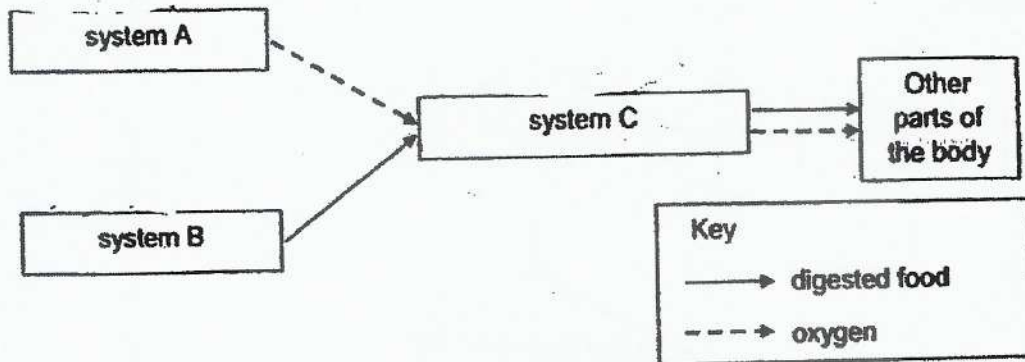 system A
system C
Other
parts of
the body
system B
Key
digested food
oxygen